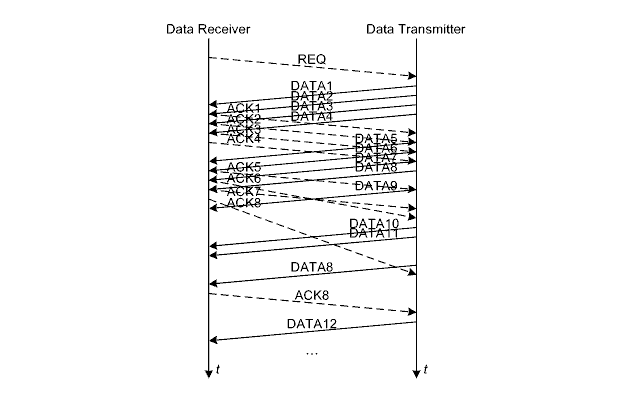 Data Receiver Data Transmitter
REQ
DATA1
DATA2
ACK1 DATA3
ACK2 DATA4
ACK3
ACK4 DATA5
DATA6
DATA7
ACK5 DATA8
ACK6
ACK7 DATA9
ACK8
DATA10
DATA11
DATA8
ACK8
DATA12
...
t t